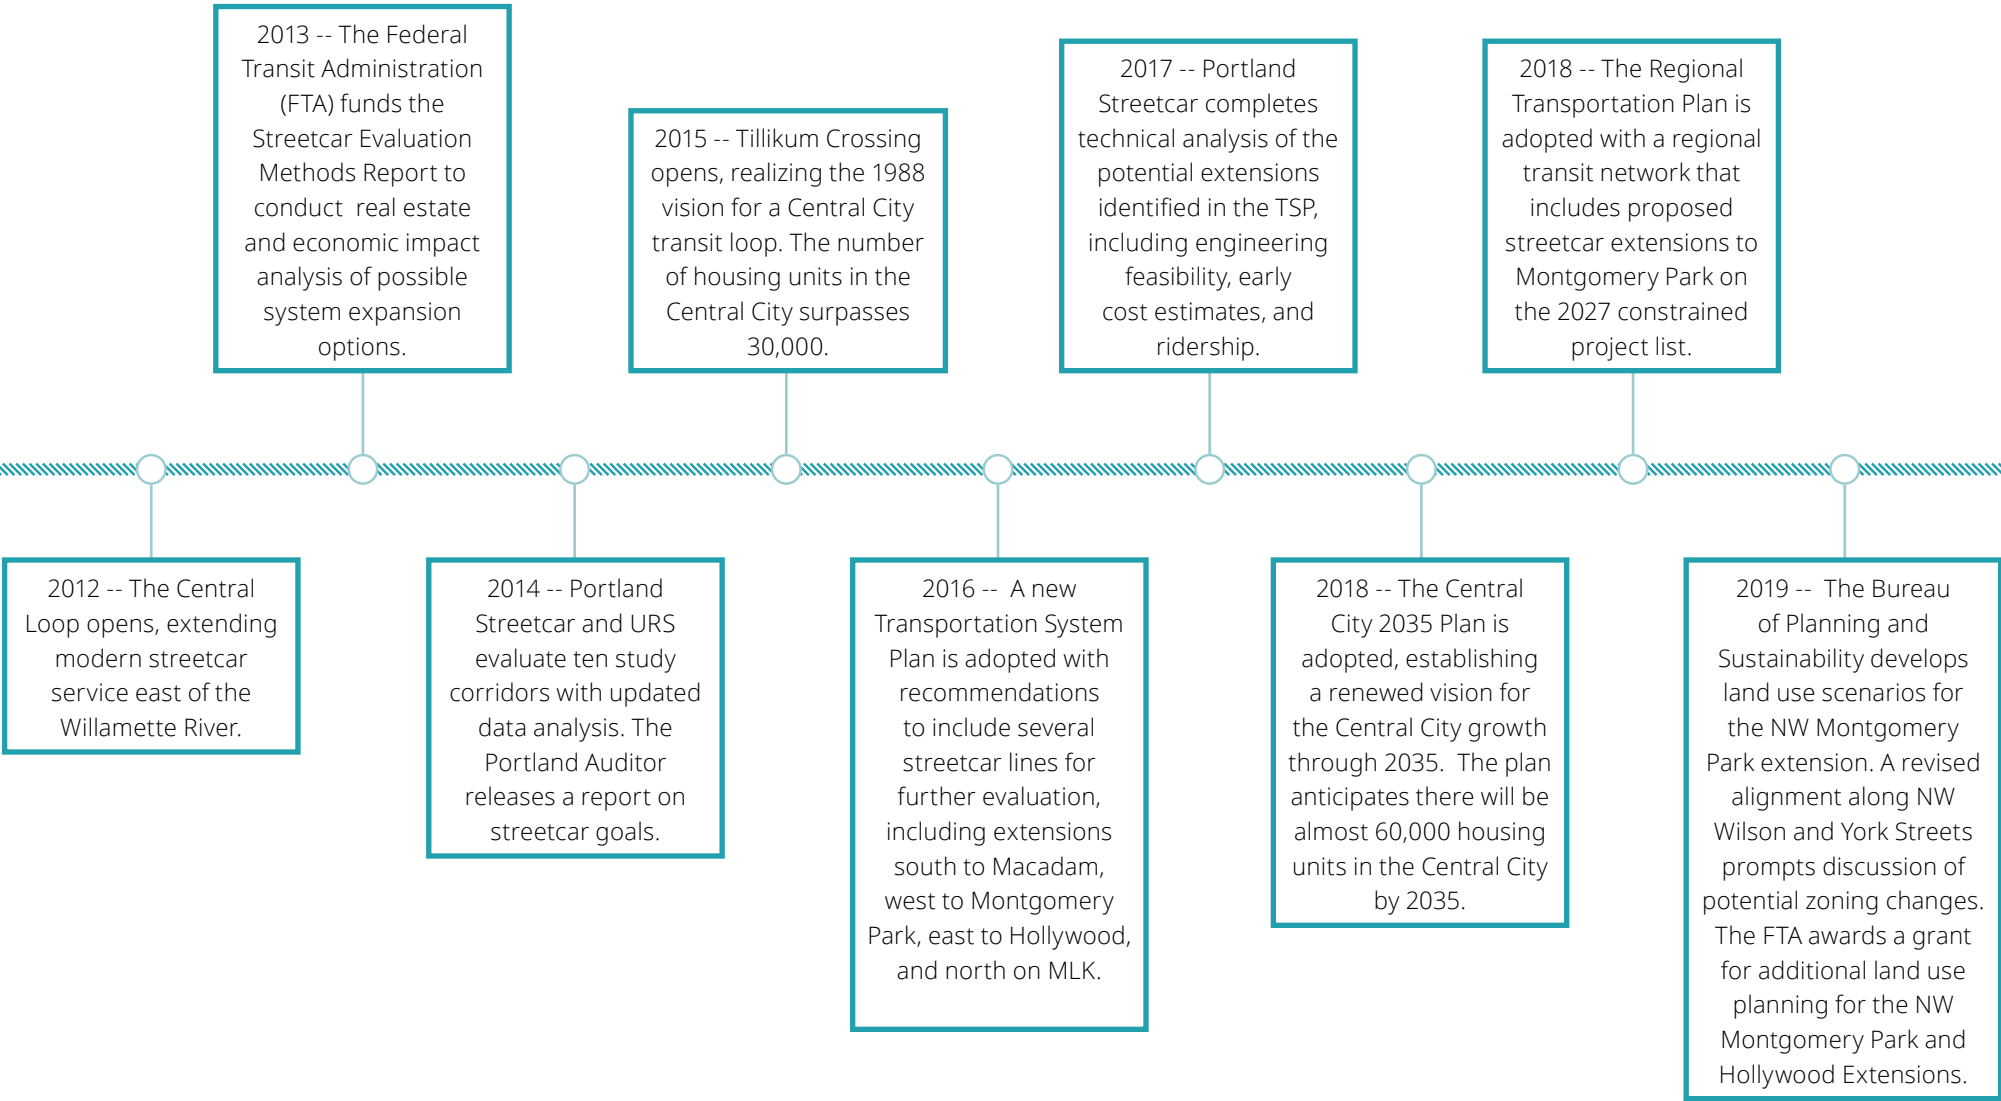 2012 -- The Central
Loop opens, extending
modern streetcar
service east of the
Willamette River.
2013 -- The Federal
Transit Administration
(FTA) funds the
Streetcar Evaluation
Methods Report to
conduct  real estate
and economic impact
analysis of possible
system expansion
options.
2014 -- Portland
Streetcar and URS
evaluate ten study
corridors with updated
data analysis. The
Portland Auditor
releases a report on
streetcar goals.
2015 -- Tillikum Crossing
opens, realizing the 1988
vision for a Central City
transit loop. The number
of housing units in the
Central City surpasses
30,000.
2016 --  A new
Transportation System
Plan is adopted with
recommendations
to include several
streetcar lines for
further evaluation,
including extensions
south to Macadam,
west to Montgomery
Park, east to Hollywood,
and north on MLK.
2017 -- Portland
Streetcar completes
technical analysis of the
potential extensions
identified in the TSP,
including engineering
feasibility, early
cost estimates, and
ridership.
2018 -- The Central
City 2035 Plan is
adopted, establishing
a renewed vision for
the Central City growth
through 2035.  The plan
anticipates there will be
almost 60,000 housing
units in the Central City
by 2035.
2018 -- The Regional
Transportation Plan is
adopted with a regional
transit network that
includes proposed
streetcar extensions to
Montgomery Park on
the 2027 constrained
project list.
2019 --  The Bureau
of Planning and
Sustainability develops
land use scenarios for
the NW Montgomery
Park extension. A revised
alignment along NW
Wilson and York Streets
prompts discussion of
potential zoning changes.
The FTA awards a grant
for additional land use
planning for the NW
Montgomery Park and
Hollywood Extensions.